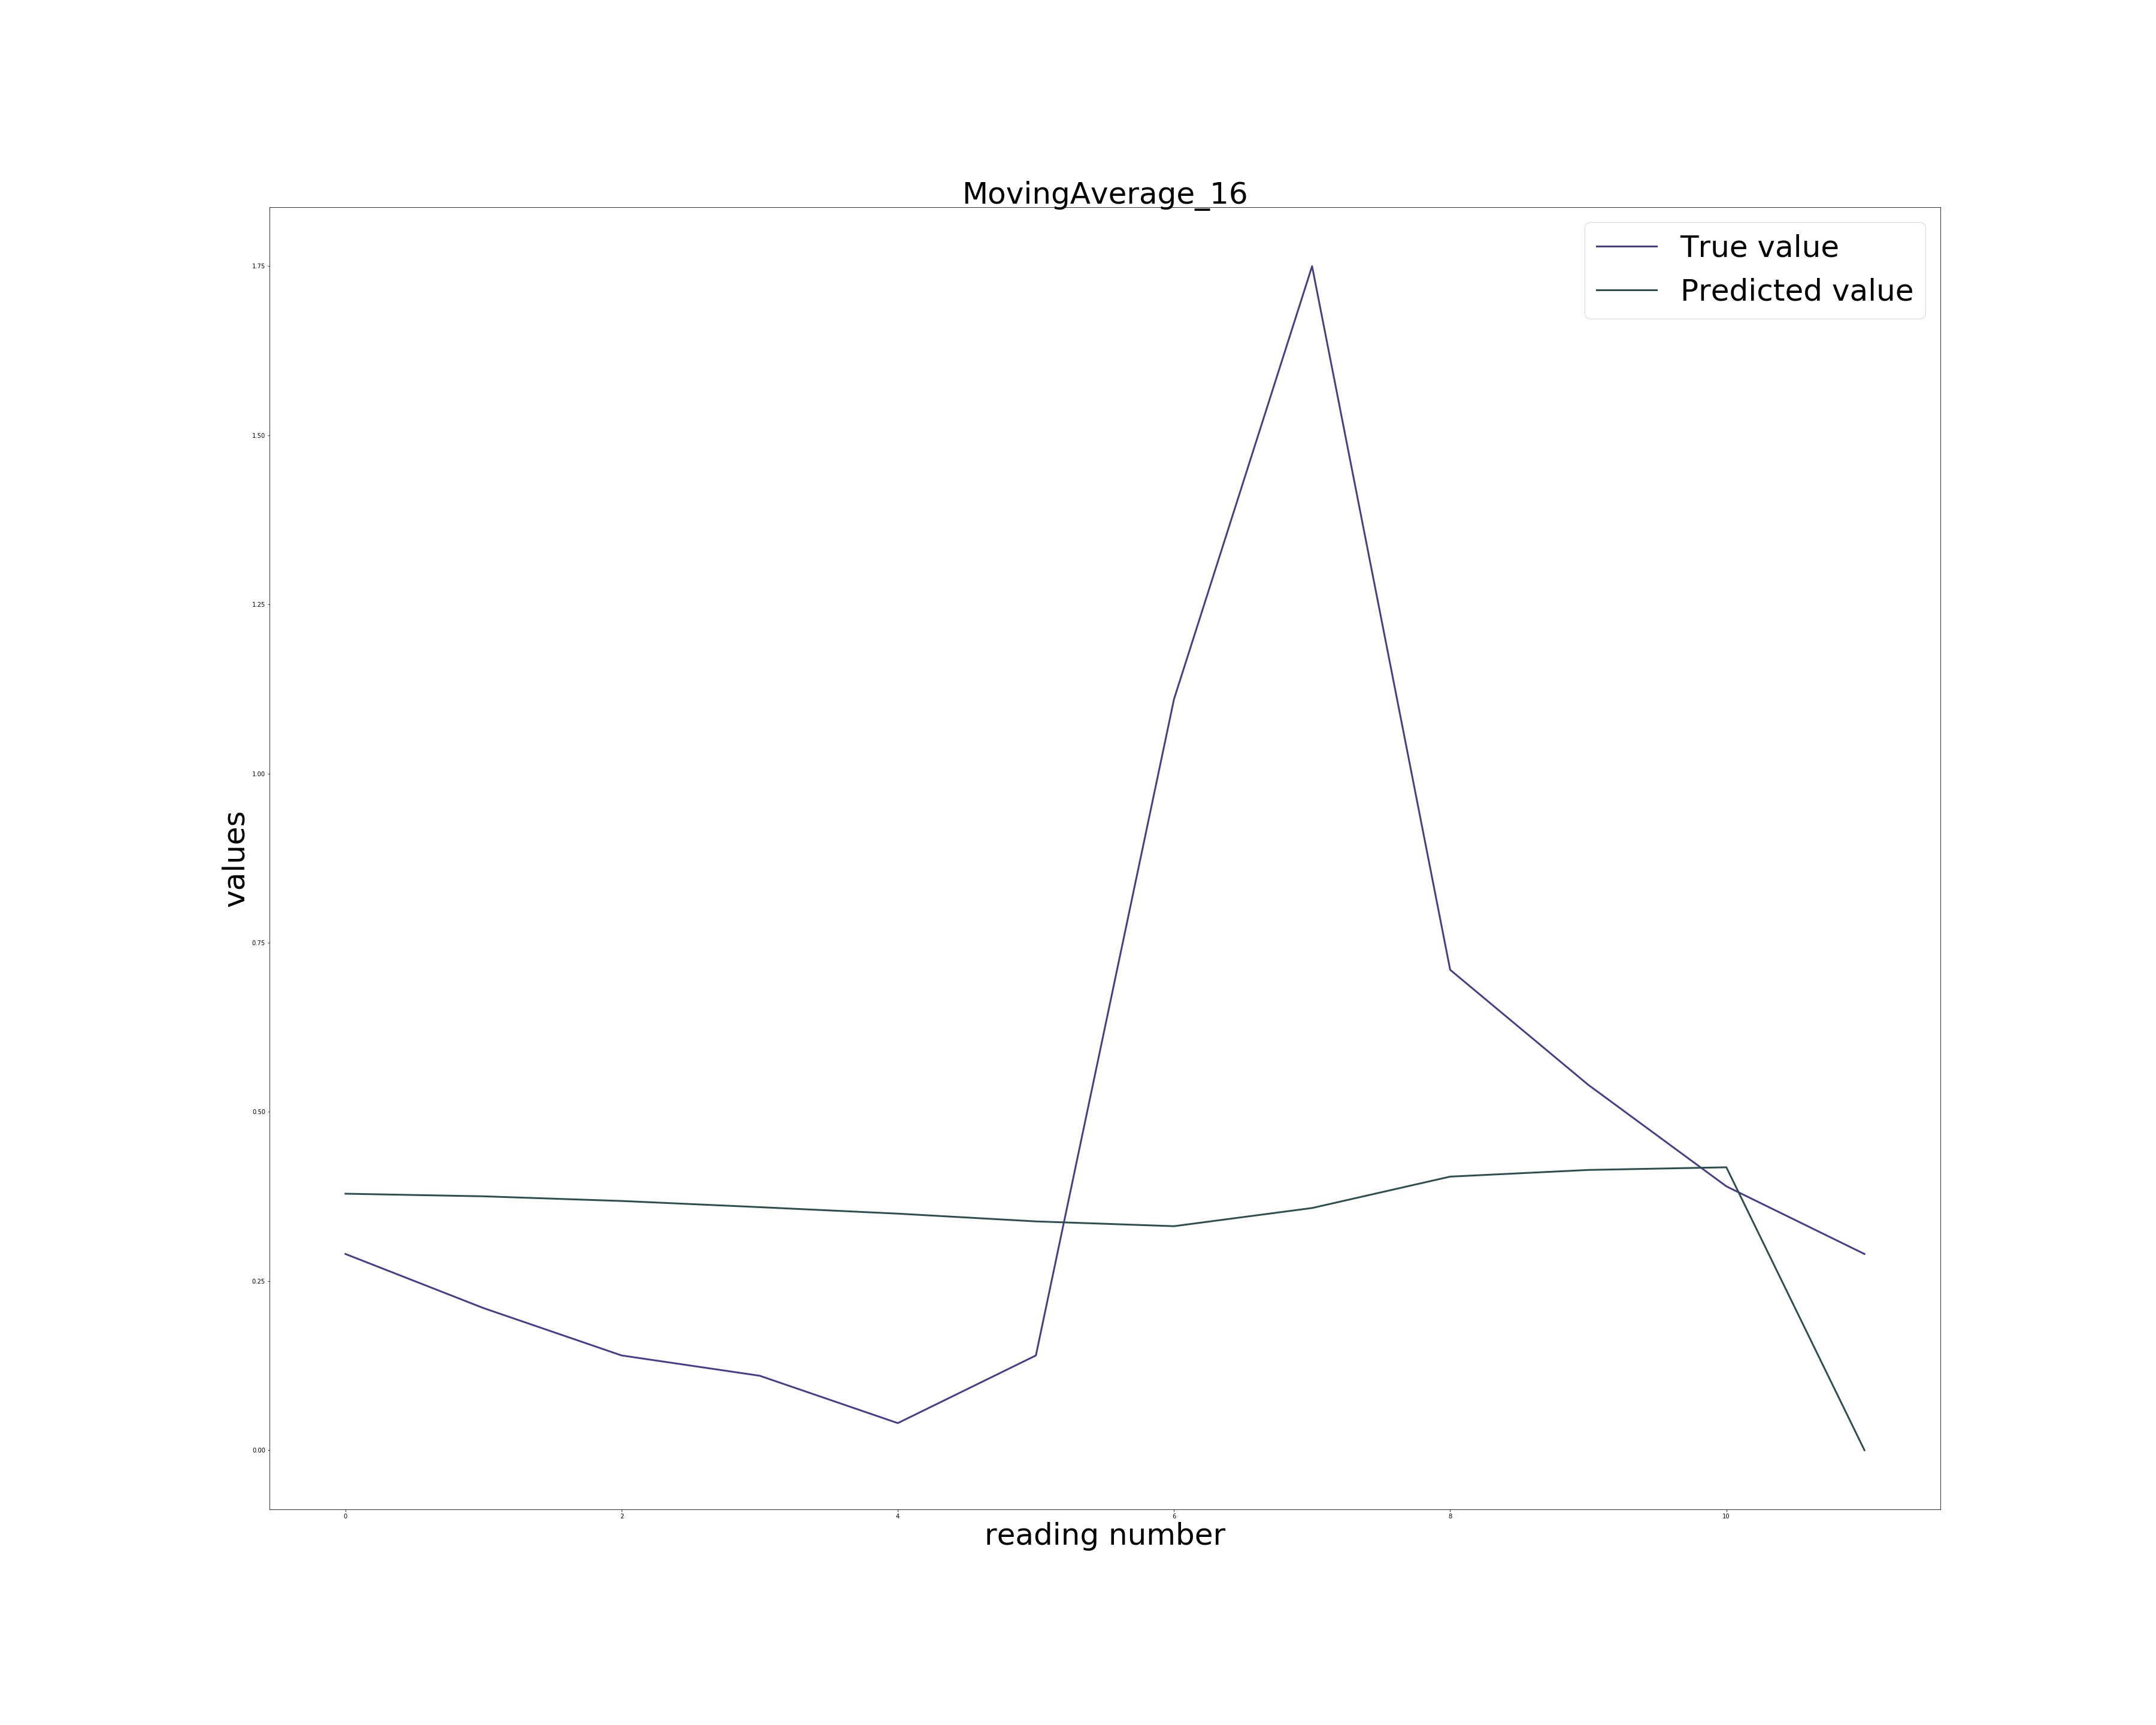 MovingAverage_16
True value
Predicted value
1.75
1.50
1.25
1.00
0.75
0.50
0.25
0.00
values
0 2 4 6 8 10
reading number